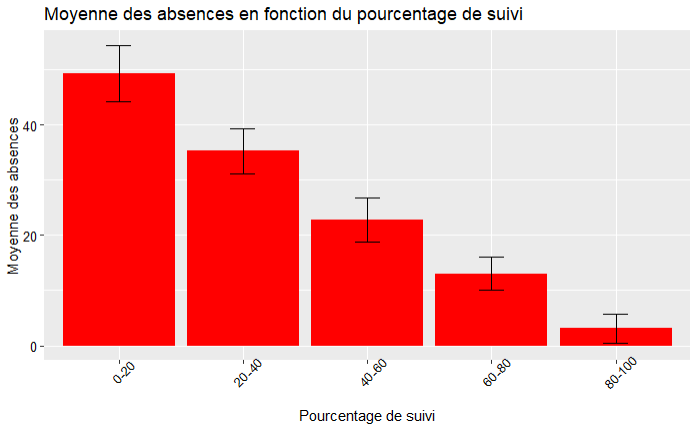 Moyenne des absences en fonction du pourcentage de suivi
Moyenne des absences
40
20
0
0-20
20-40
40-60
60-80
80-100
Pourcentage de suivi